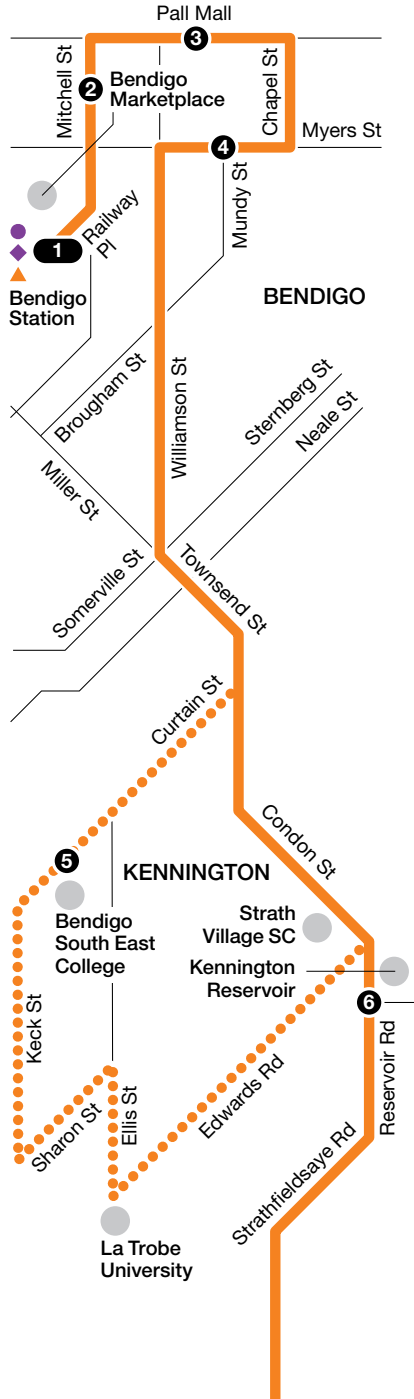 Pall Mall
3
Mitchell St
2
Bendigo
Marketplace
Chapel St
Myers St
4
Mundy St
Railway
Pl
1
Bendigo
Station
BENDIGO
Brougham St
Williamson St
Sternberg St
Neale St
Miller St
Somerville St
Townsend St
Curtain St
Condon St
5
KENNINGTON
Bendigo
South East
College
Strath
Village SC
Kennington
Reservoir
6
Keck St
Sharon St
Ellis St
Edwards Rd
Reservoir Rd
Strathfieldsaye Rd
La Trobe
University